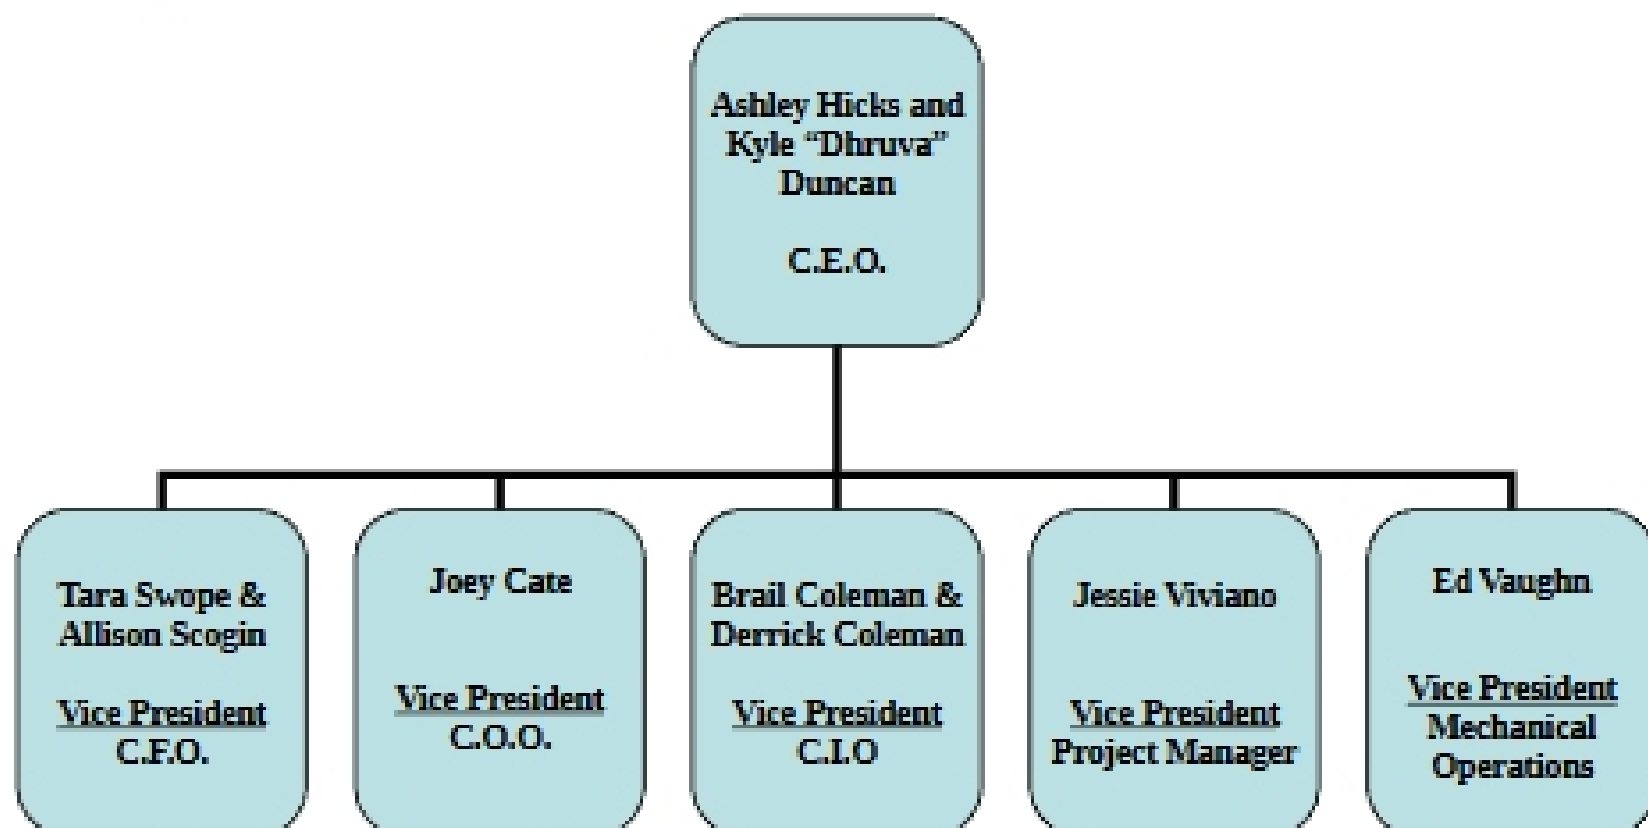 Ashley Hicks and
Kyle “Dhruva”
Duncan
C.E.O.
Tara Swope &
Allison Scogin
Vice President
C.F.O.
Joey Cate
Vice President
C.O.O.
Brail Coleman &
Derrick Coleman
Vice President
C.I.O
Jessie Viviano
Vice President
Project Manager
Ed Vaughn
Vice President
Mechanical
Operations